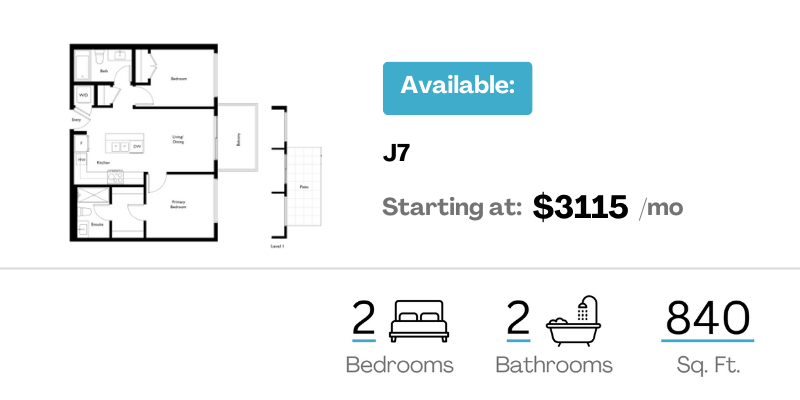 Bath
Bedroom
W/D
Entry
Living/
Dining
Balcony
F
DW
HW
Kitchen
Primary
Bedroom
Ensuite
Patio
Level 1
Available:
J7
Starting at: $3115 /mo
2
Bedrooms
2
Bathrooms
840
Sq. Ft.